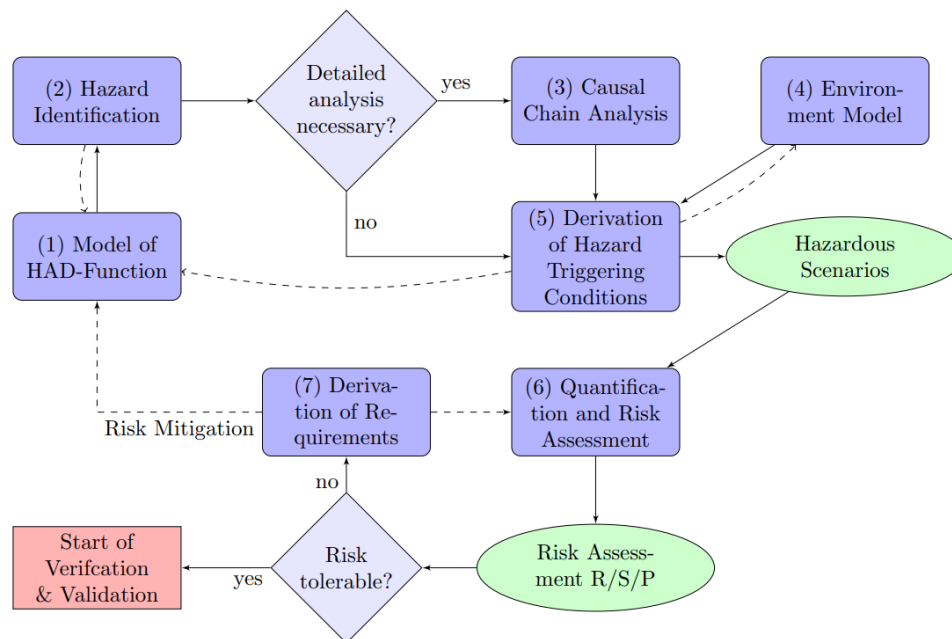 (2) Hazard
Identification
Detailed
analysis
necessary?
yes
(3) Causal
Chain Analysis
(4) Environ-
ment Model
no
(1) Model of
HAD-Function
(5) Derivation
of Hazard
Triggering
Conditions
Hazardous
Scenarios
(7) Deriva-
tion of Re-
quirements
Risk Mitigation
(6) Quantifica-
tion and Risk
Assessment
no
Start of
Verifcation
& Validation
yes
Risk
tolerable?
Risk Assess-
ment R/S/P